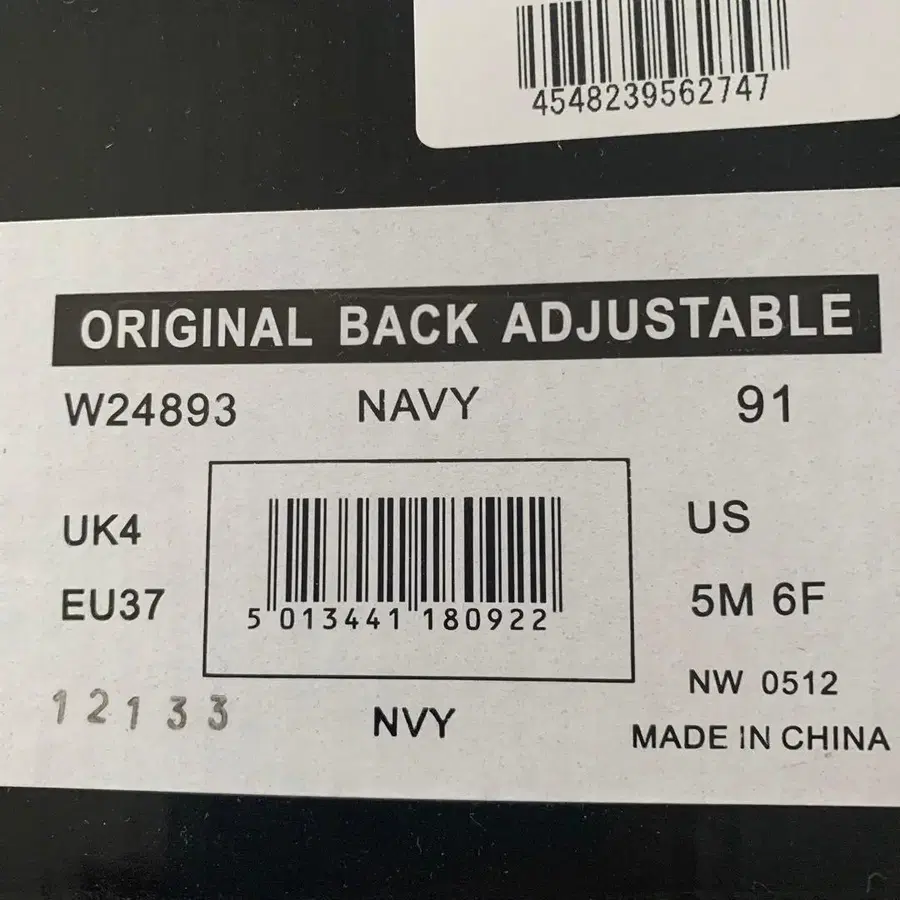 4548239562747
ORIGINAL BACK ADJUSTABLE
W24893 NAVY 91
UK4 US
EU37 5M 6F
5 013441 180922
NW 0512
12133 NVY
MADE IN CHINA